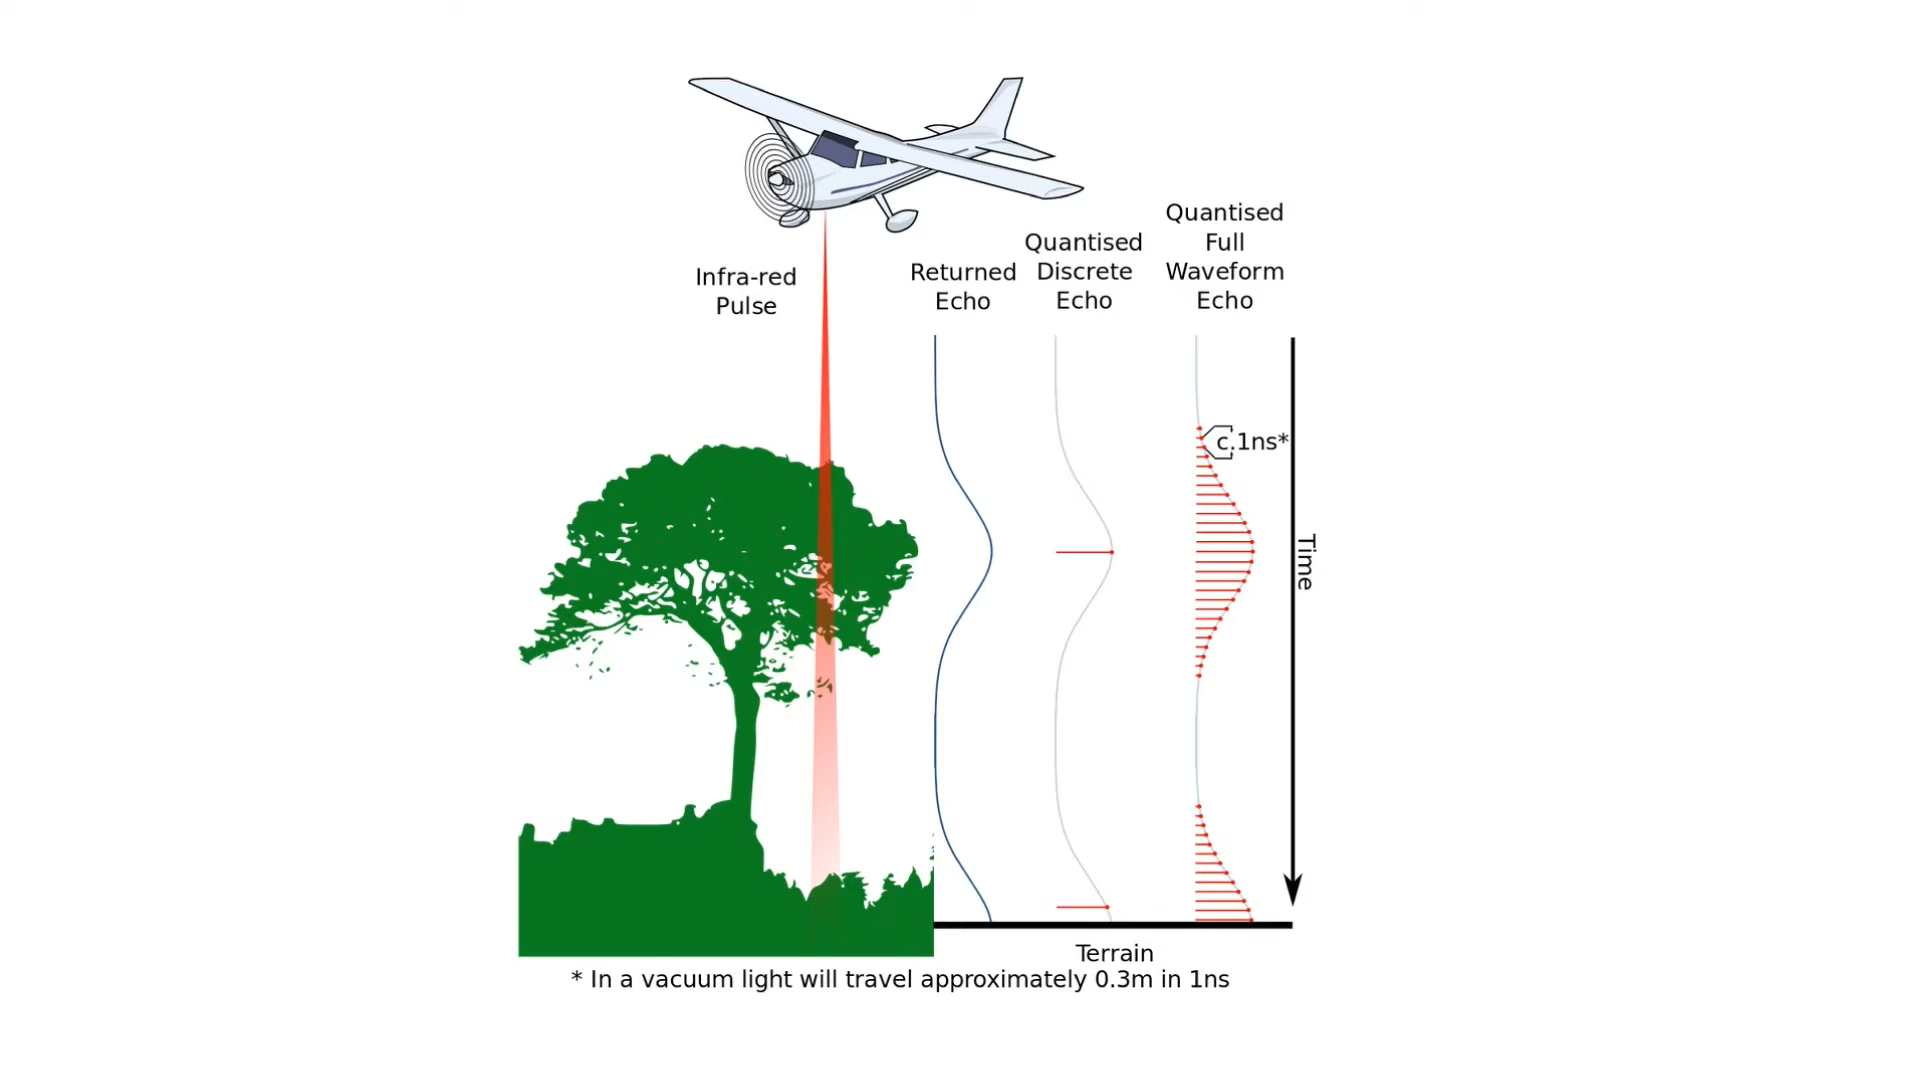 Infra-red
Pulse
Returned
Echo
Quantised
Discrete
Echo
Quantised
Full
Waveform
Echo
c.1ns*
Time
Terrain
* In a vacuum light will travel approximately 0.3m in 1ns